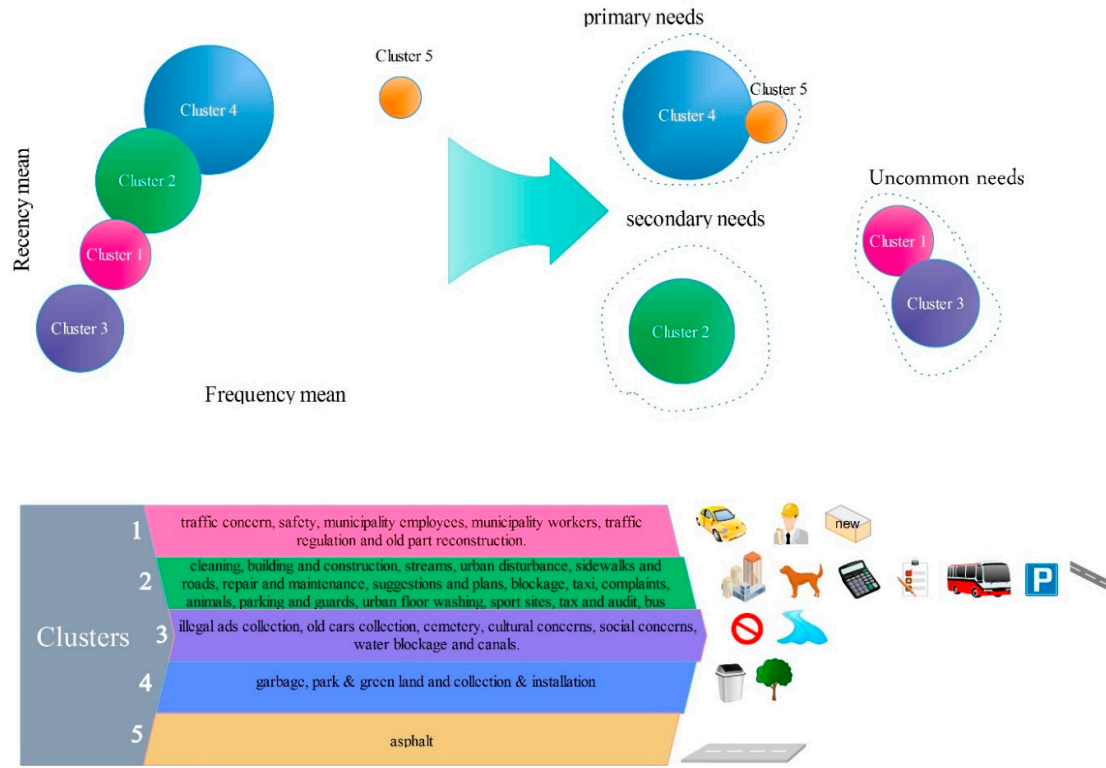 primary needs
Cluster 5
Cluster 4
Cluster 5
Cluster 4
Recency mean
Cluster 2
Uncommon needs
secondary needs
Cluster 1
Cluster 1
Cluster 3
Cluster 3
Cluster 2
Frequency mean
Clusters
1
traffic concern, safety, municipality employees, municipality workers, traffic
regulation and old part reconstruction.
new
2
cleaning, building and construction, streams, urban disturbance, sidewalks and
roads, repair and maintenance, suggestions and plans, blockage, taxi, complaints,
animals, parking and guards, urban floor washing, sport sites, tax and audit, bus
P
3
illegal ads collection, old cars collection, cemetery, cultural concerns, social concerns,
water blockage and canals.
4
garbage, park & green land and collection & installation
5
asphalt